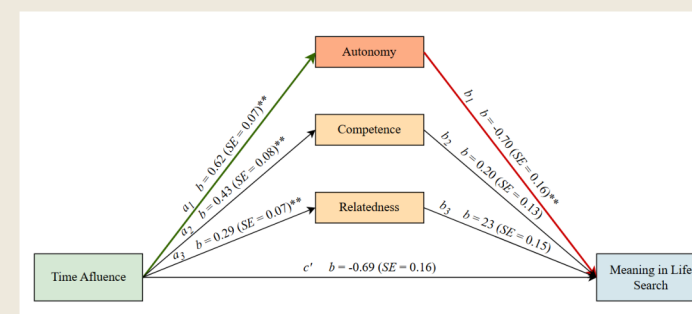 Autonomy
a1 b = 0.62 (SE = 0.07)**
b1 b = -0.70 (SE = 0.16)**
Competence
a2 b = 0.43 (SE = 0.08)**
b2 b = 0.20 (SE = 0.13)
Relatedness
a3 b = 0.29 (SE = 0.07)**
b3 b = 23 (SE = 0.15)
Time Afluence
c' b = -0.69 (SE = 0.16)
Meaning in Life
Search